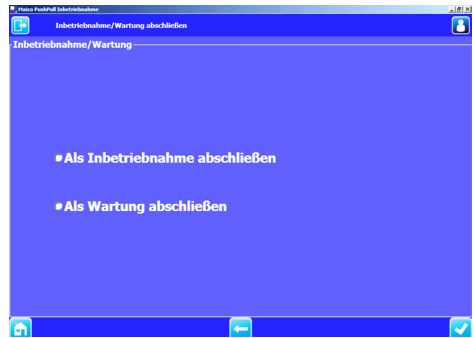 Maico PushPull Inbetriebnahme
Inbetriebnahme/Wartung abschließen
Inbetriebnahme/Wartung
Als Inbetriebnahme abschließen
Als Wartung abschließen